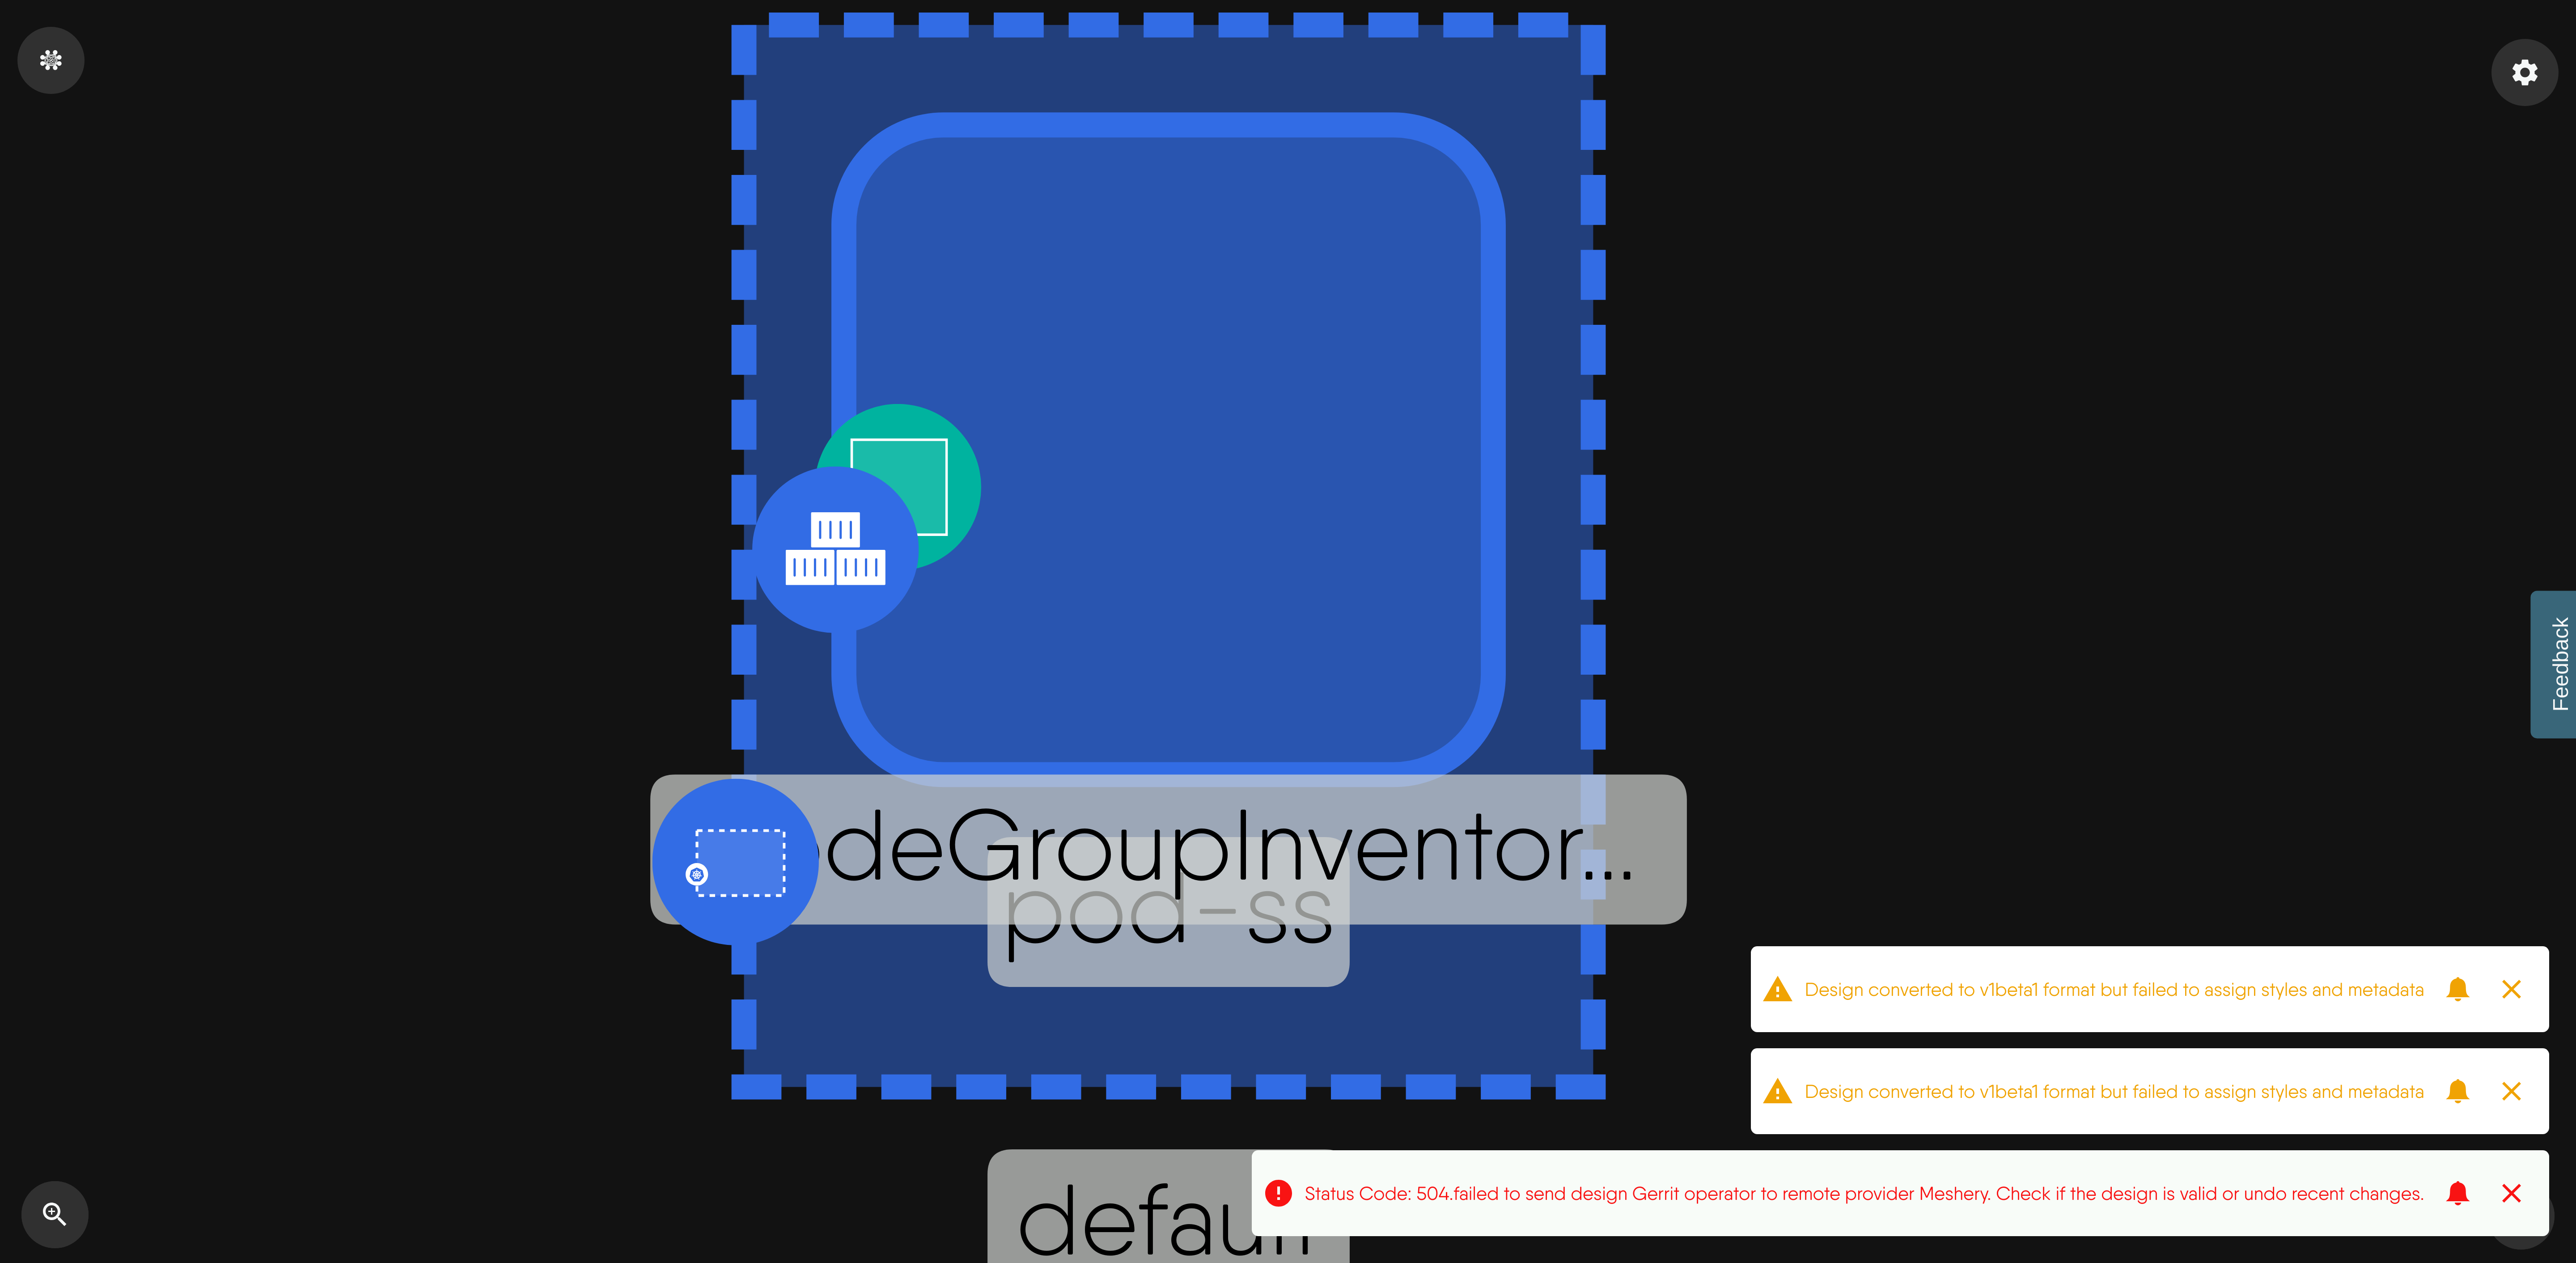 deGroupInventor...
pod-ss
Feedback
Design converted to v1beta1 format but failed to assign styles and metadata
Design converted to v1beta1 format but failed to assign styles and metadata
Status Code: 504.failed to send design Gerrit operator to remote provider Meshery. Check if the design is valid or undo recent changes.